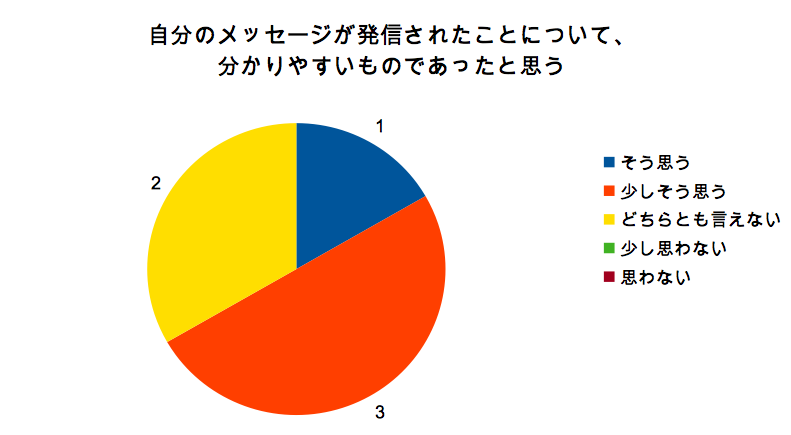 自分のメッセージが発信されたことについて、
分かりやすいものであったと思う
1
2
3
そう思う
少しそう思う
どちらとも言えない
少し思わない
思わない